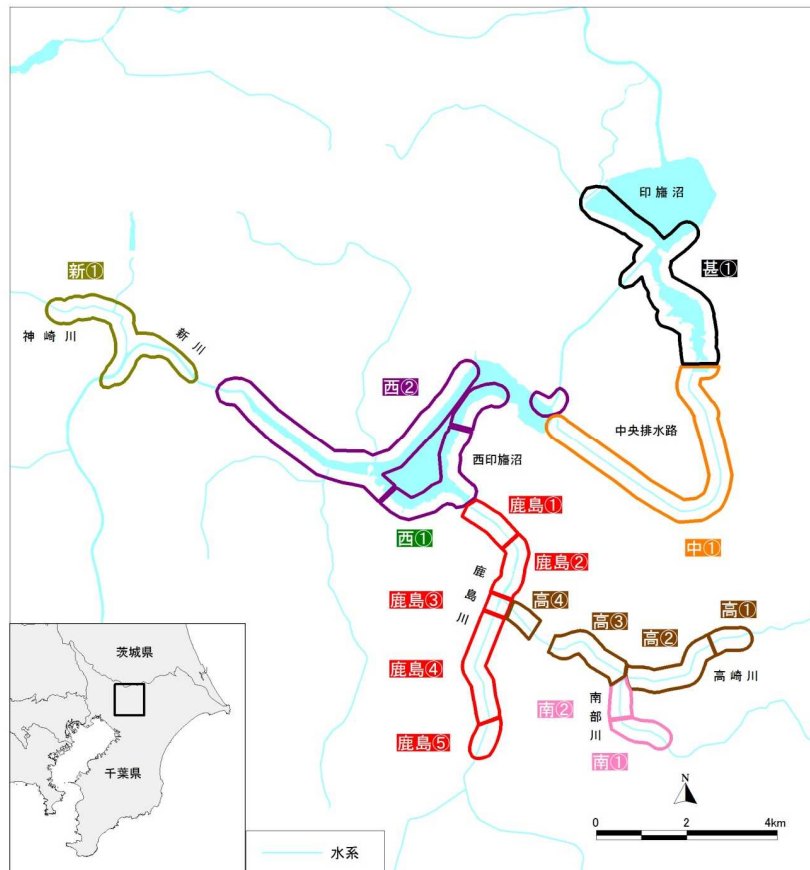 印旛沼
甚①
新①
神崎川
新川
西②
中央排水路
西印旛沼
鹿島①
西①
中①
鹿島②
鹿島川
鹿島③
高④
高③
高②
高①
高崎川
鹿島④
南②
南部川
鹿島⑤
南①
茨城県
千葉県
N
0 2 4km
水系